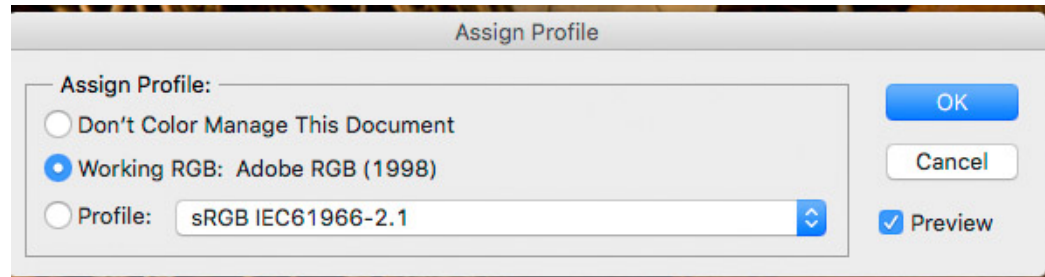 Assign Profile
Assign Profile:
Don't Color Manage This Document
Working RGB: Adobe RGB (1998)
Profile: sRGB IEC61966-2.1
OK
Cancel
Preview